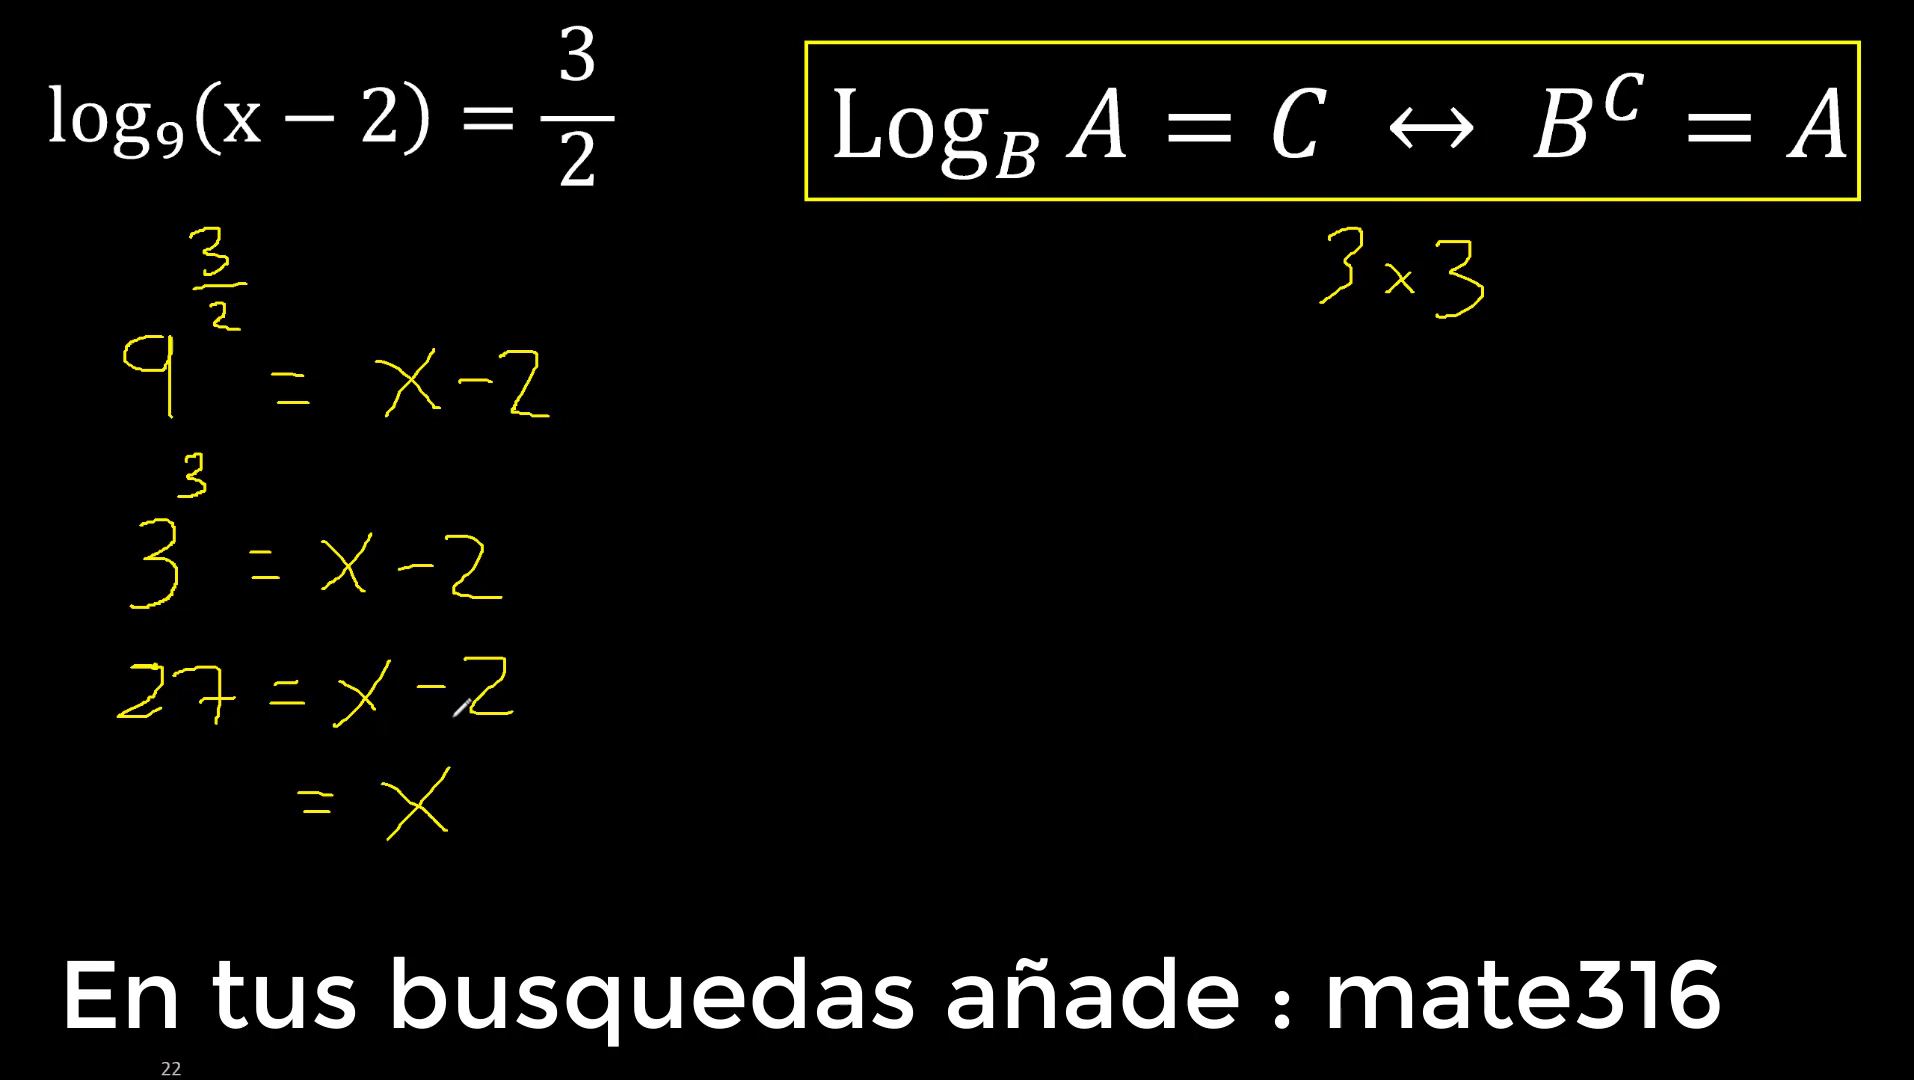 log₉(x − 2) = 3/2
Log_B A = C ↔ B^C = A
3 x 3
9^(3/2) = x - 2
3^3 = x - 2
27 = x - 2
= x
En tus busquedas añade : mate316
22